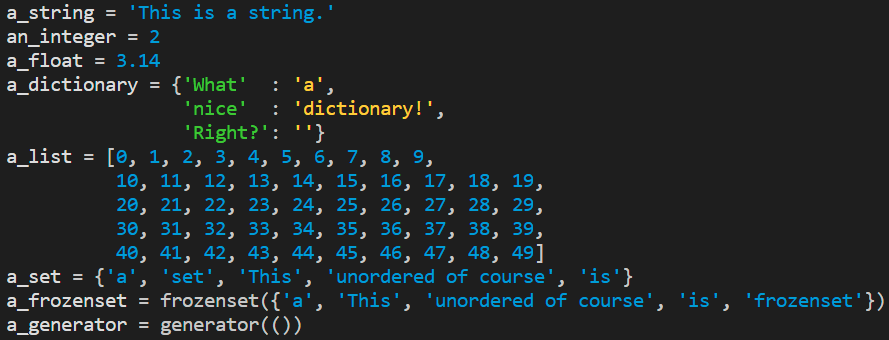 a_string = 'This is a string.'
an_integer = 2
a_float = 3.14
a_dictionary = {'What'  : 'a',
                'nice'  : 'dictionary!',
                'Right?': ''}
a_list = [0, 1, 2, 3, 4, 5, 6, 7, 8, 9,
          10, 11, 12, 13, 14, 15, 16, 17, 18, 19,
          20, 21, 22, 23, 24, 25, 26, 27, 28, 29,
          30, 31, 32, 33, 34, 35, 36, 37, 38, 39,
          40, 41, 42, 43, 44, 45, 46, 47, 48, 49]
a_set = {'a', 'set', 'This', 'unordered of course', 'is'}
a_frozenset = frozenset({'a', 'This', 'unordered of course', 'is', 'frozenset'})
a_generator = generator(())